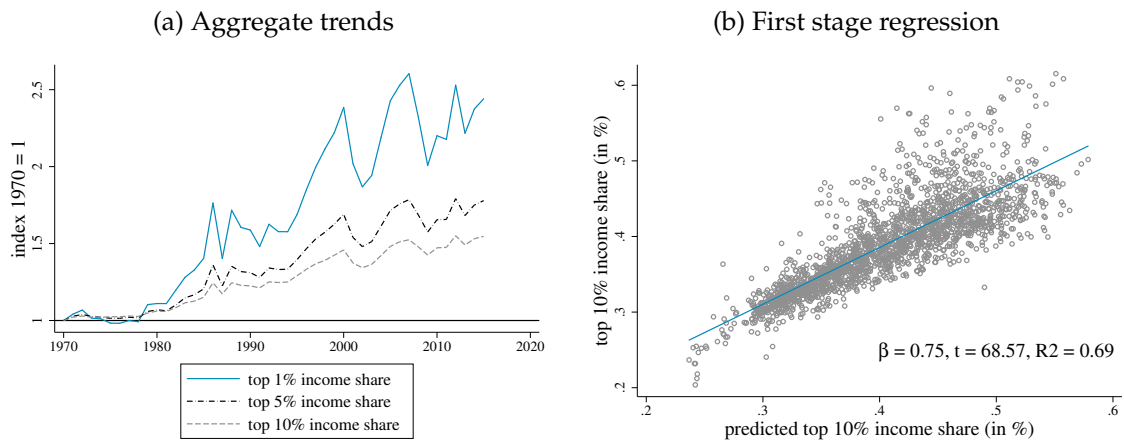 (a) Aggregate trends
index 1970 = 1
2.5
2
1.5
1
1970 1980 1990 2000 2010 2020
top 1% income share
top 5% income share
top 10% income share
(b) First stage regression
top 10% income share (in %)
.6
.5
.4
.3
.2
β = 0.75, t = 68.57, R2 = 0.69
.2 .3 .4 .5 .6
predicted top 10% income share (in %)